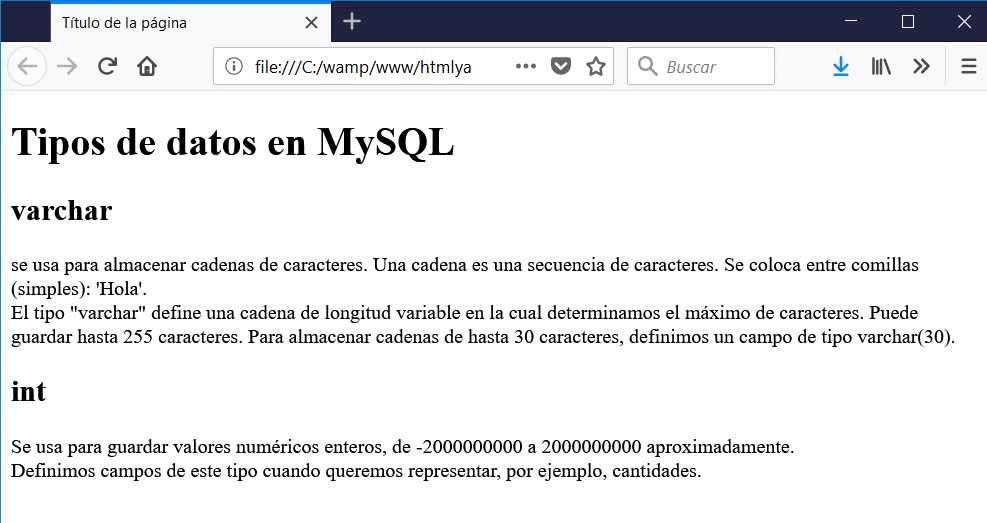 Título de la página
file:///C:/wamp/www/htmlya
Buscar
Tipos de datos en MySQL
varchar
se usa para almacenar cadenas de caracteres. Una cadena es una secuencia de caracteres. Se coloca entre comillas
(simples): 'Hola'.
El tipo "varchar" define una cadena de longitud variable en la cual determinamos el máximo de caracteres. Puede
guardar hasta 255 caracteres. Para almacenar cadenas de hasta 30 caracteres, definimos un campo de tipo varchar(30).
int
Se usa para guardar valores numéricos enteros, de -2000000000 a 2000000000 aproximadamente.
Definimos campos de este tipo cuando queremos representar, por ejemplo, cantidades.